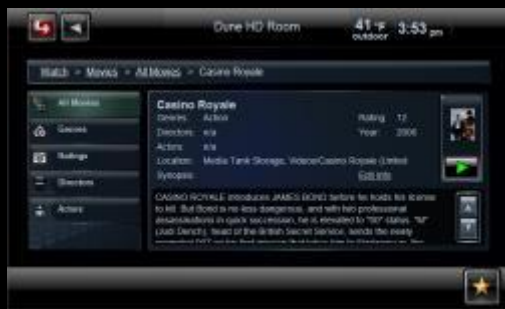 Dune HD Room
41 °F
outdoor
3:53 pm
Watch > Movies > All Movies > Casino Royale
All Movies
Genres
Ratings
Directors
Actors
Casino Royale
Genres: Action
Rating: 12
Directors: n/a
Year: 2006
Actors: n/a
Location: Media Tank Storage, Videos/Casino Royale (Limited
Synopsis:
Edit Info
CASINO ROYALE introduces JAMES BOND before he holds his license
to kill. But Bond is no less dangerous, and with two professional
assassinations in quick succession, he is elevated to "00" status. "M"
(Judi Dench), head of the British Secret Service, sends the newly